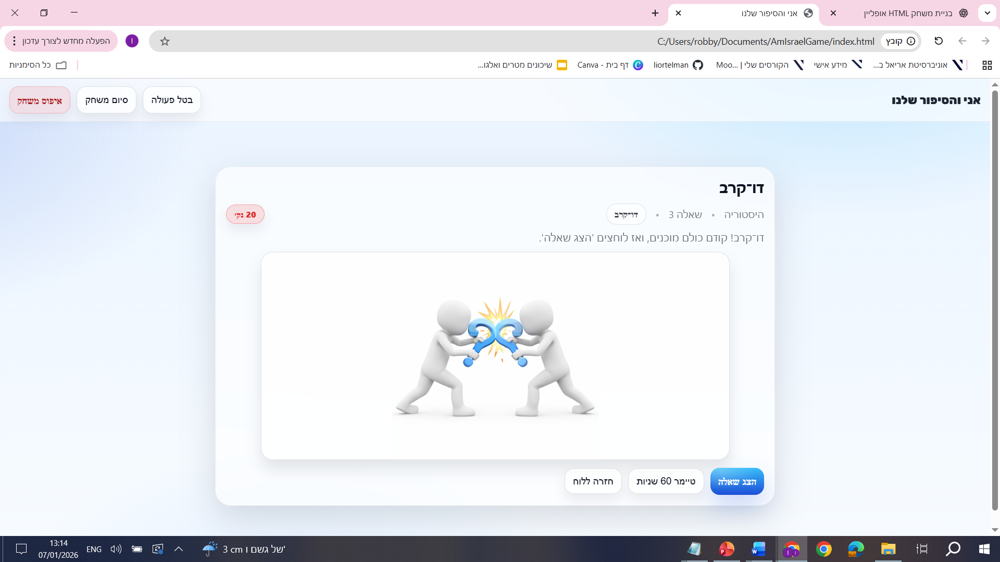 בניית משחק HTML אופליין
אני והסיפור שלנו
קובץ
C:/Users/robby/Documents/AmIsraelGame/index.html
הפעלה מחדש לצורך עדכון
אוניברסיטת אריאל ב...
מידע אישי
הקורסים שלי | Moo...
liortelman
דף בית - Canva
שיכונים מטרים ואלגו...
כל הסימניות
אני והסיפור שלנו
בטל פעולה
סיום משחק
איפוס משחק
דו־קרב
היסטוריה • שאלה 3 • דו־קרב
20 נק׳
דו־קרב! קודם כולם מוכנים, ואז לוחצים 'הצג שאלה'.
הצג שאלה
טיימר 60 שניות
חזרה ללוח
3 cm של גשם ו'
ENG
13:14
07/01/2026